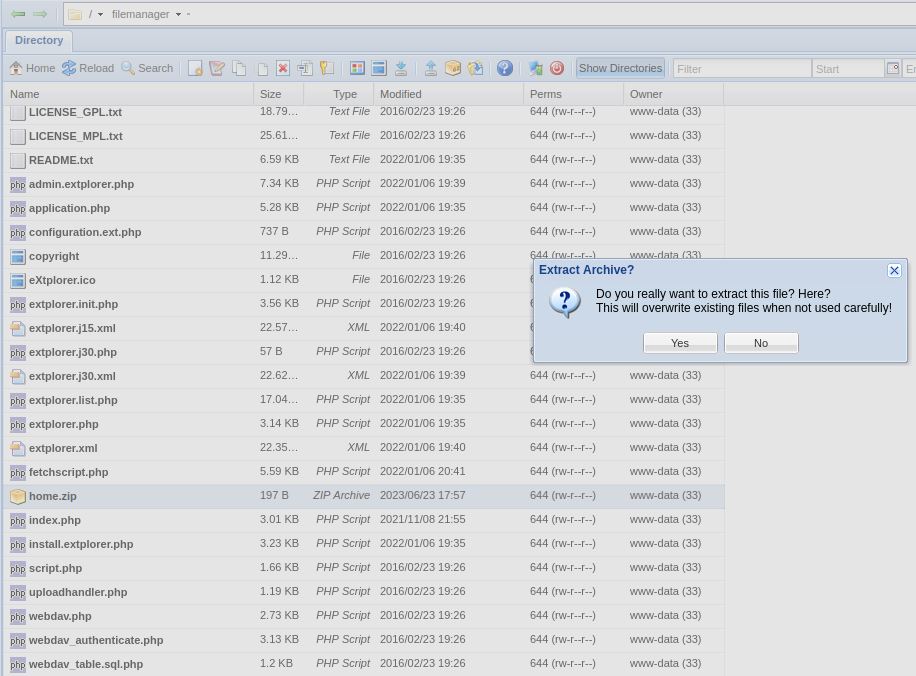 / filemanager
Directory
Home Reload Search Show Directories Filter Start
Name Size Type Modified Perms Owner
LICENSE_GPL.txt 18.79... Text File 2016/02/23 19:26 644 (rw-r--r--) www-data (33)
LICENSE_MPL.txt 25.61... Text File 2016/02/23 19:26 644 (rw-r--r--) www-data (33)
README.txt 6.59 KB Text File 2022/01/06 19:35 644 (rw-r--r--) www-data (33)
php admin.extplorer.php 7.34 KB PHP Script 2022/01/06 19:39 644 (rw-r--r--) www-data (33)
php application.php 5.28 KB PHP Script 2022/01/06 19:35 644 (rw-r--r--) www-data (33)
php configuration.ext.php 737 B PHP Script 2016/02/23 19:26 644 (rw-r--r--) www-data (33)
copyright 11.29... File 2016/02/23 19:26 644 (rw-r--r--) www-data (33)
eXtplorer.ico 1.12 KB File 2016/02/23 19:26
php extplorer.init.php 3.56 KB PHP Script 2022/01/06 19:35
extplorer.j15.xml 22.57... XML 2022/01/06 19:40
php extplorer.j30.php 57 B PHP Script 2016/02/23 19:26
Extract Archive?
? Do you really want to extract this file? Here?
This will overwrite existing files when not used carefully!
Yes No
extplorer.j30.xml 22.62... XML 2022/01/06 19:39 644 (rw-r--r--) www-data (33)
php extplorer.list.php 17.04... PHP Script 2022/01/06 19:35 644 (rw-r--r--) www-data (33)
php extplorer.php 3.14 KB PHP Script 2022/01/06 19:35 644 (rw-r--r--) www-data (33)
extplorer.xml 22.35... XML 2022/01/06 19:40 644 (rw-r--r--) www-data (33)
php fetchscript.php 5.59 KB PHP Script 2022/01/06 20:41 644 (rw-r--r--) www-data (33)
home.zip 197 B ZIP Archive 2023/06/23 17:57 644 (rw-r--r--) www-data (33)
php index.php 3.01 KB PHP Script 2021/11/08 21:55 644 (rw-r--r--) www-data (33)
php install.extplorer.php 3.23 KB PHP Script 2022/01/06 19:35 644 (rw-r--r--) www-data (33)
php script.php 1.66 KB PHP Script 2016/02/23 19:26 644 (rw-r--r--) www-data (33)
php uploadhandler.php 1.19 KB PHP Script 2016/02/23 19:26 644 (rw-r--r--) www-data (33)
php webdav.php 2.73 KB PHP Script 2016/02/23 19:26 644 (rw-r--r--) www-data (33)
php webdav_authenticate.php 3.13 KB PHP Script 2016/02/23 19:26 644 (rw-r--r--) www-data (33)
php webdav_table.sql.php 1.2 KB PHP Script 2016/02/23 19:26 644 (rw-r--r--) www-data (33)